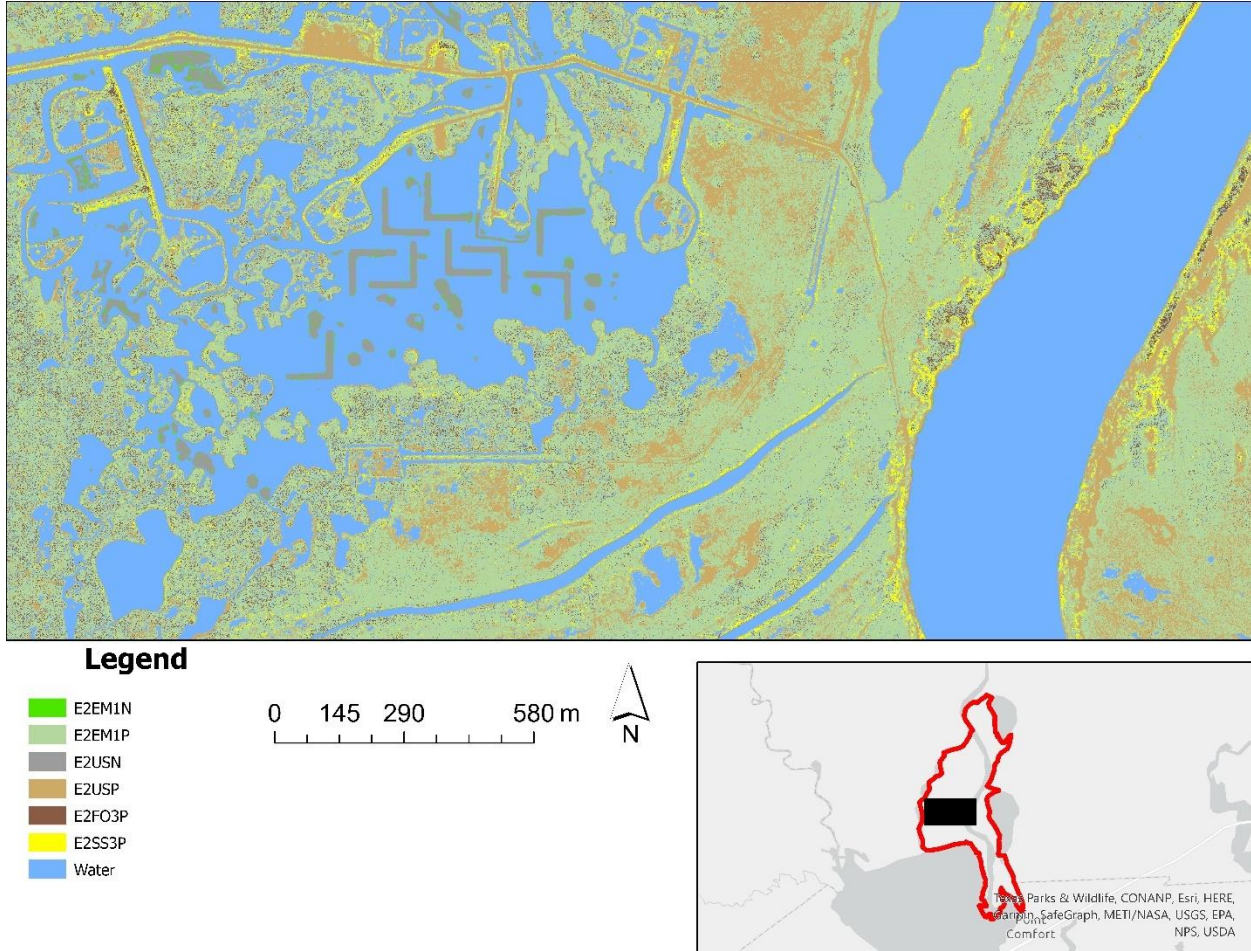 Legend
E2EM1N
E2EM1P
E2USN
E2USP
E2FO3P
E2SS3P
Water
0 145 290 580 m
N
Texas Parks & Wildlife, CONANP, Esri, HERE,
Garmin, SafeGraph, METI/NASA, USGS, EPA,
Point
Comfort
NPS, USDA